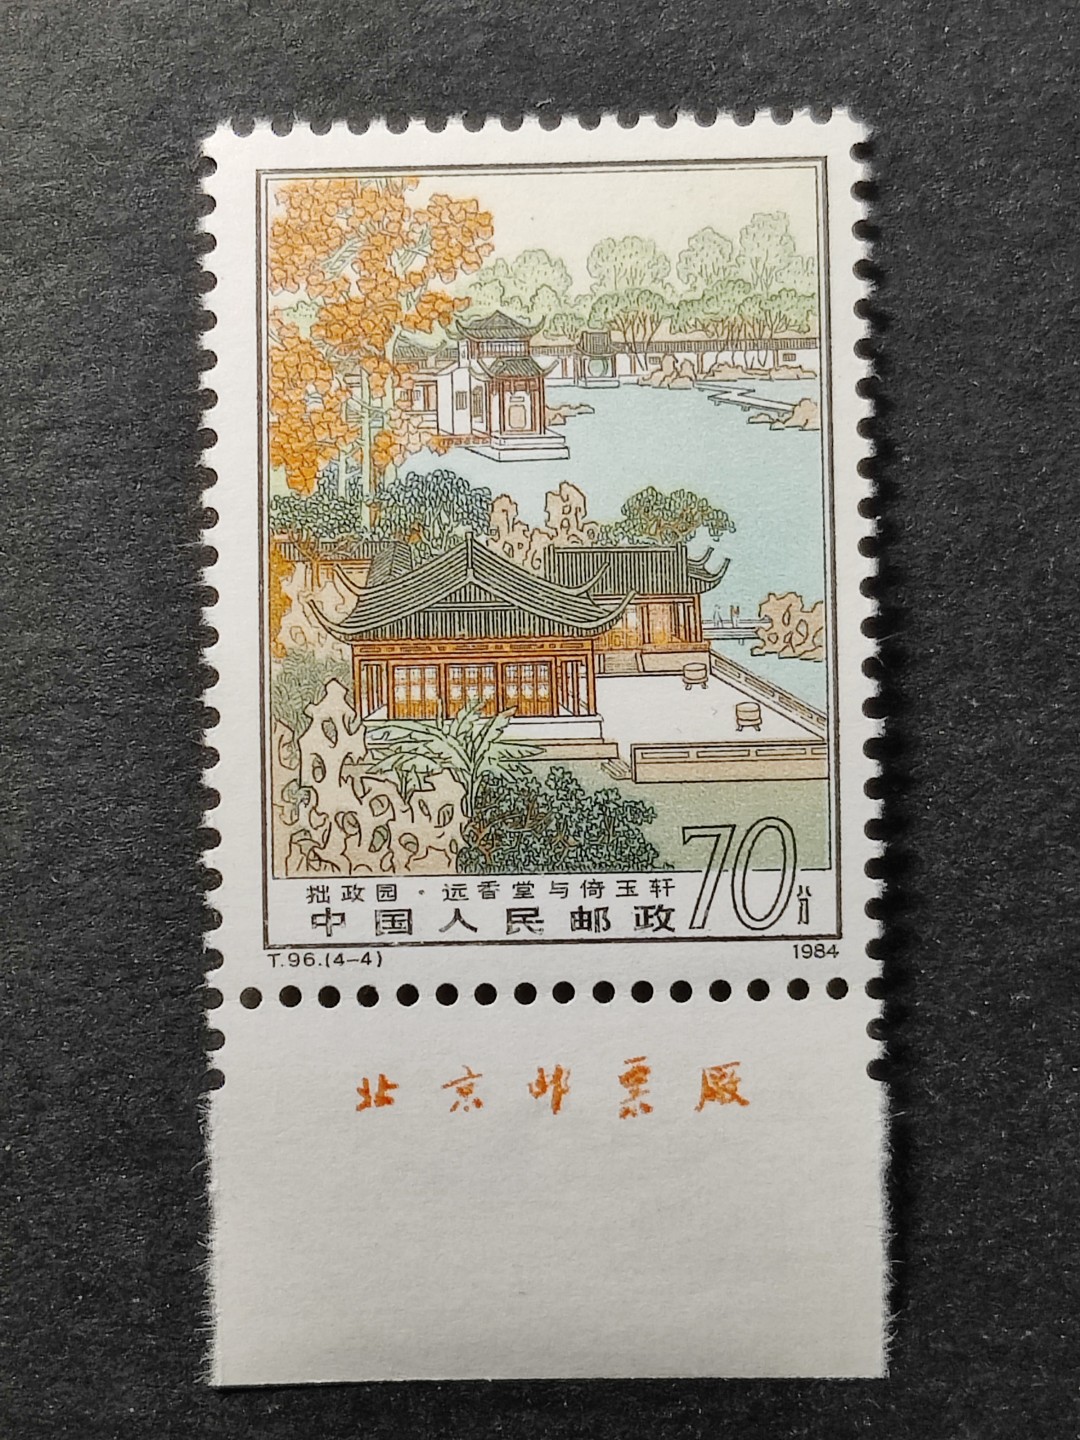 拙政园·远香堂与倚玉轩
中国人民邮政 70分
T.96.(4-4) 1984
北京邮票厂